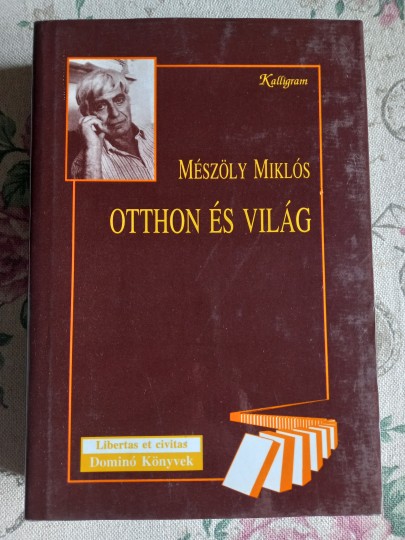 Kalligram
MÉSZÖLY MIKLÓS
OTTHON ÉS VILÁG
Libertas et civitas
Dominó Könyvek